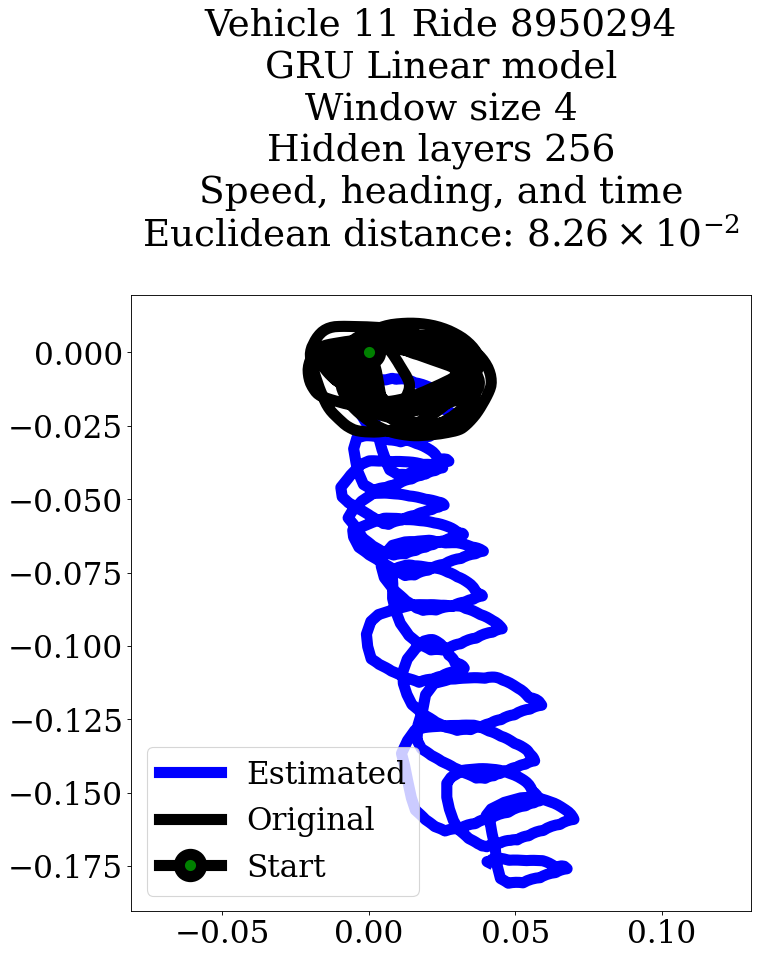 Vehicle 11 Ride 8950294
GRU Linear model
Window size 4
Hidden layers 256
Speed, heading, and time
Euclidean distance: 8.26 × 10⁻²
0.000
−0.025
−0.050
−0.075
−0.100
−0.125
−0.150
−0.175
Estimated
Original
Start
−0.05 0.00 0.05 0.10